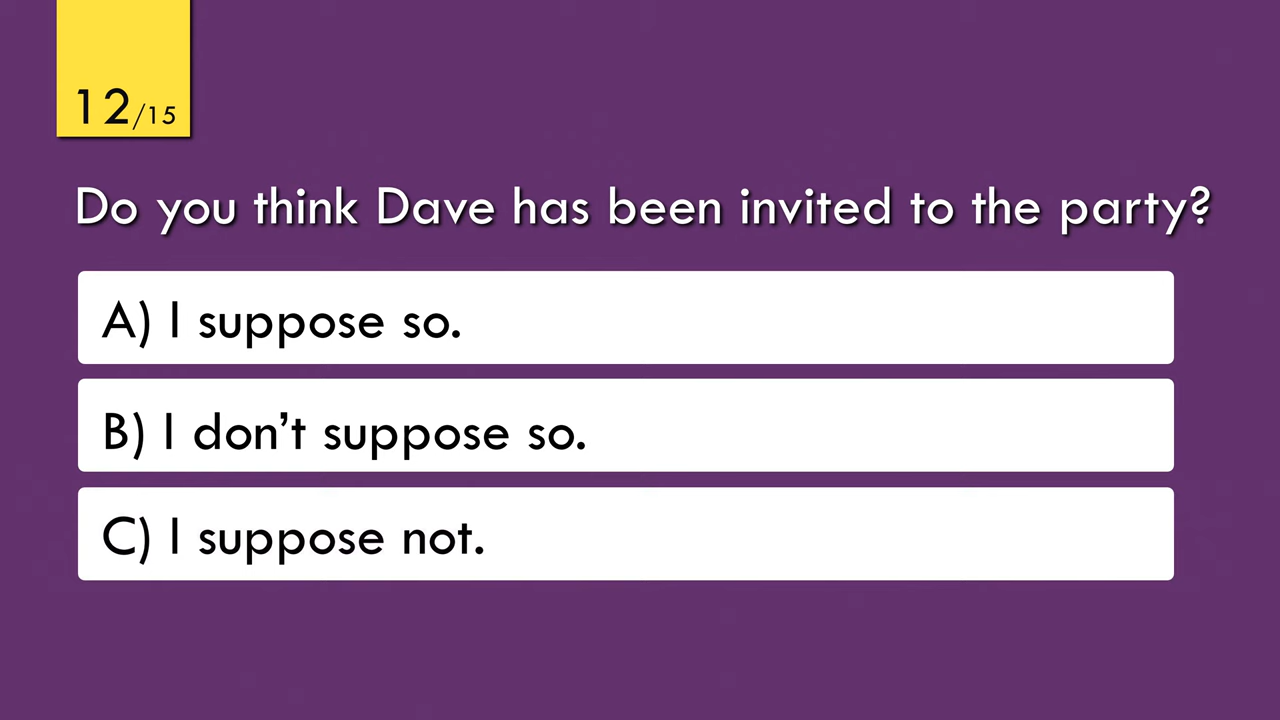 12/15
Do you think Dave has been invited to the party?
A) I suppose so.
B) I don’t suppose so.
C) I suppose not.